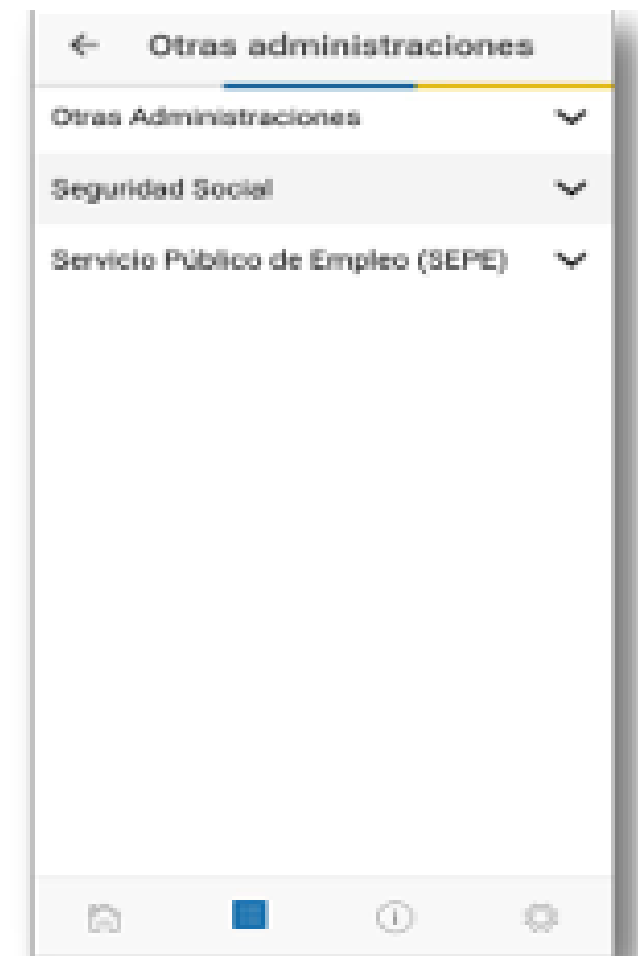 Otras administraciones
Otras Administraciones
Seguridad Social
Servicio Público de Empleo (SEPE)